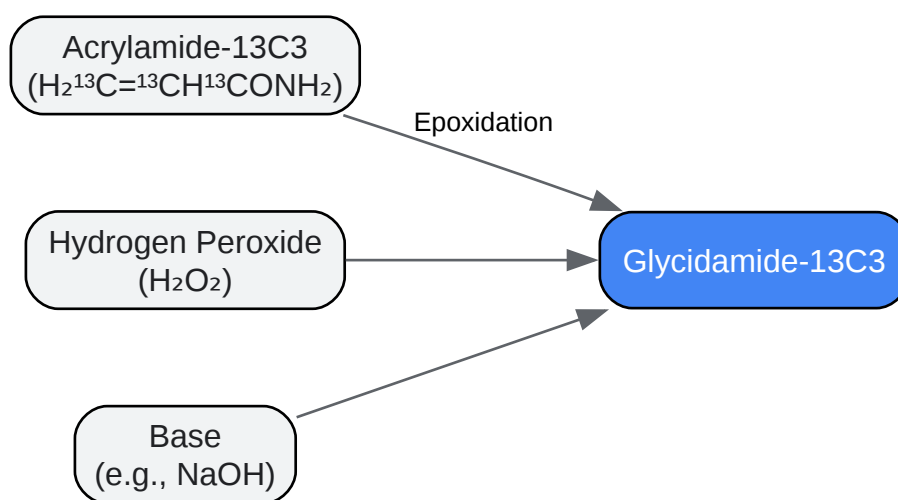 Acrylamide-13C3
(H₂¹³C=¹³CH¹³CONH₂)
Epoxidation
Hydrogen Peroxide
(H₂O₂)
Glycidamide-13C3
Base
(e.g., NaOH)